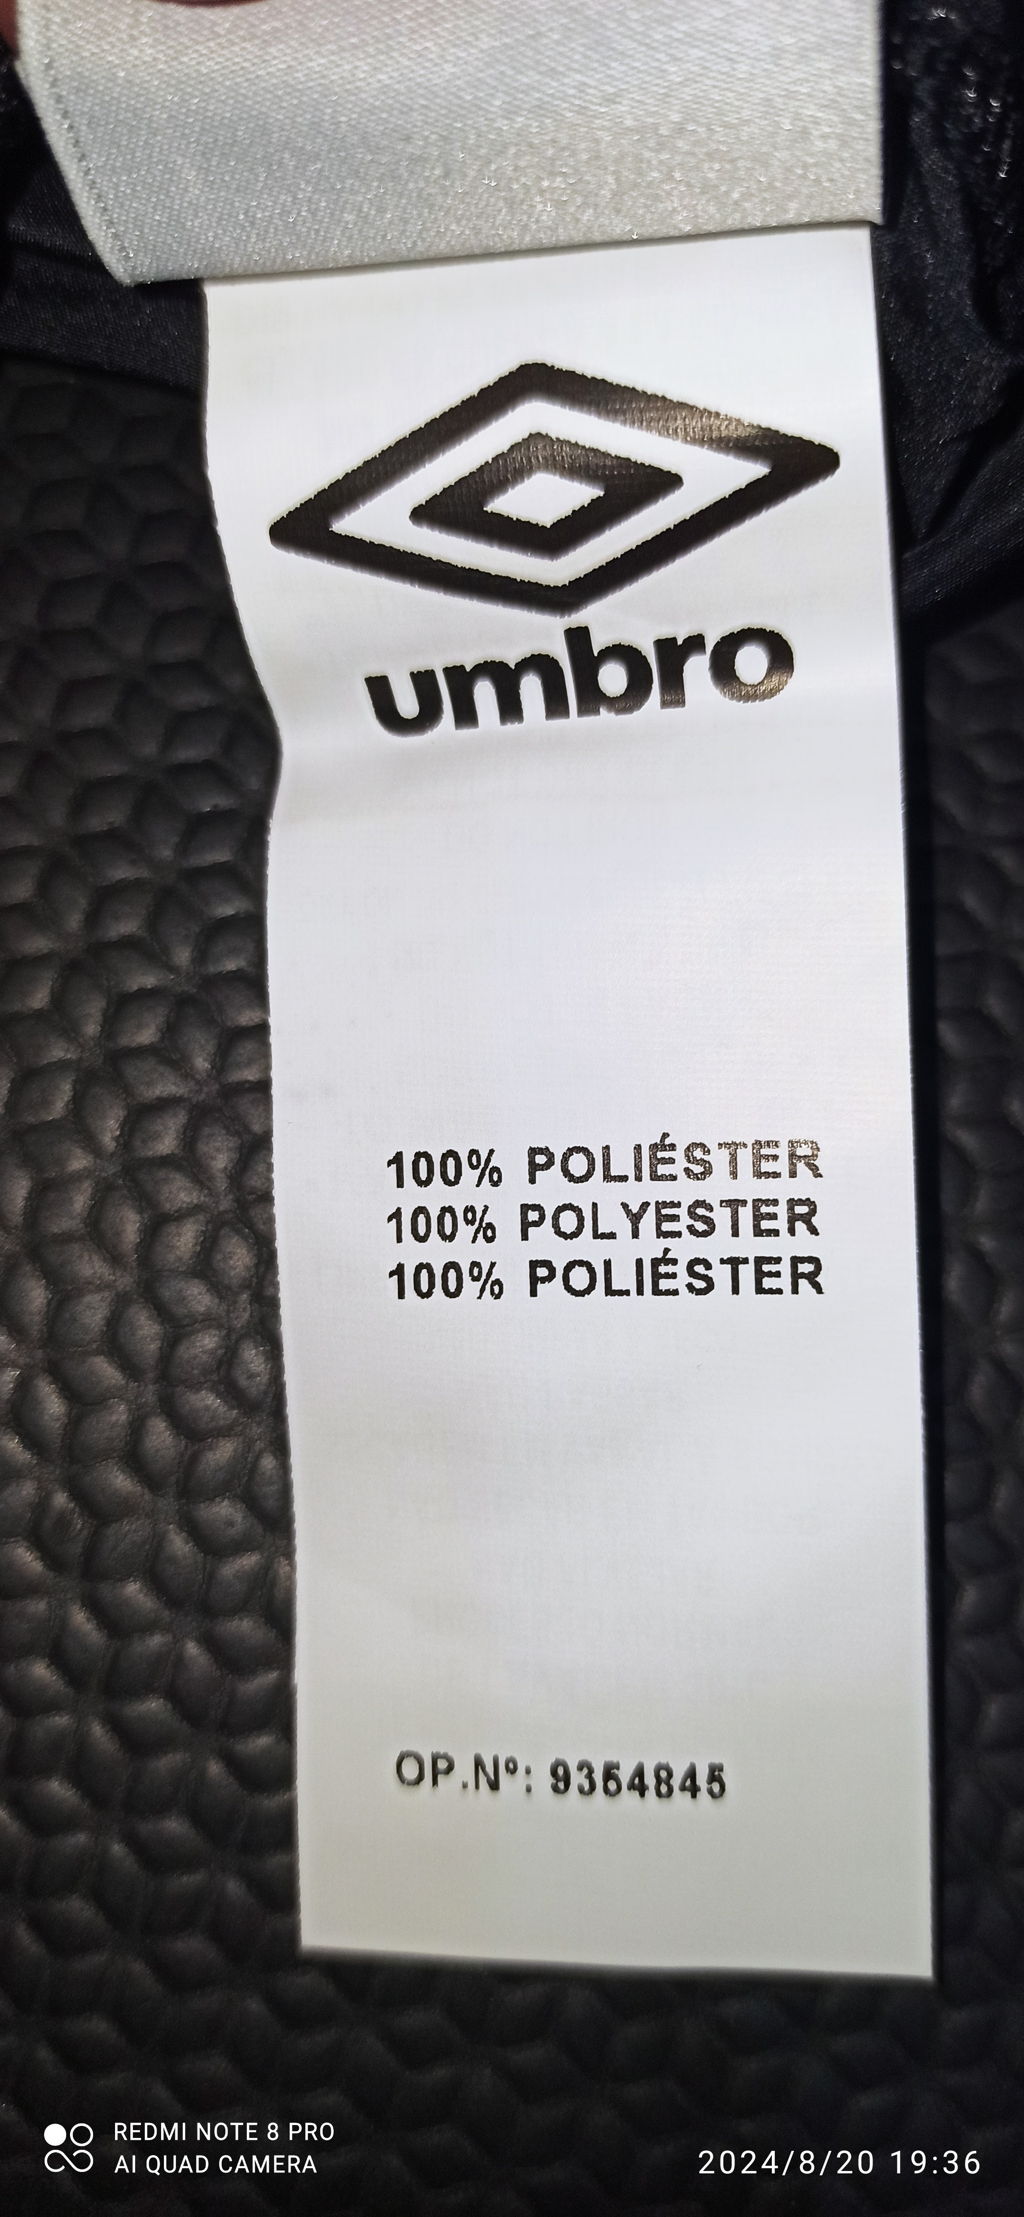 umbro
100% POLIÉSTER
100% POLYESTER
100% POLIÉSTER
OP.Nº: 9354845
REDMI NOTE 8 PRO
AI QUAD CAMERA
2024/8/20 19:36